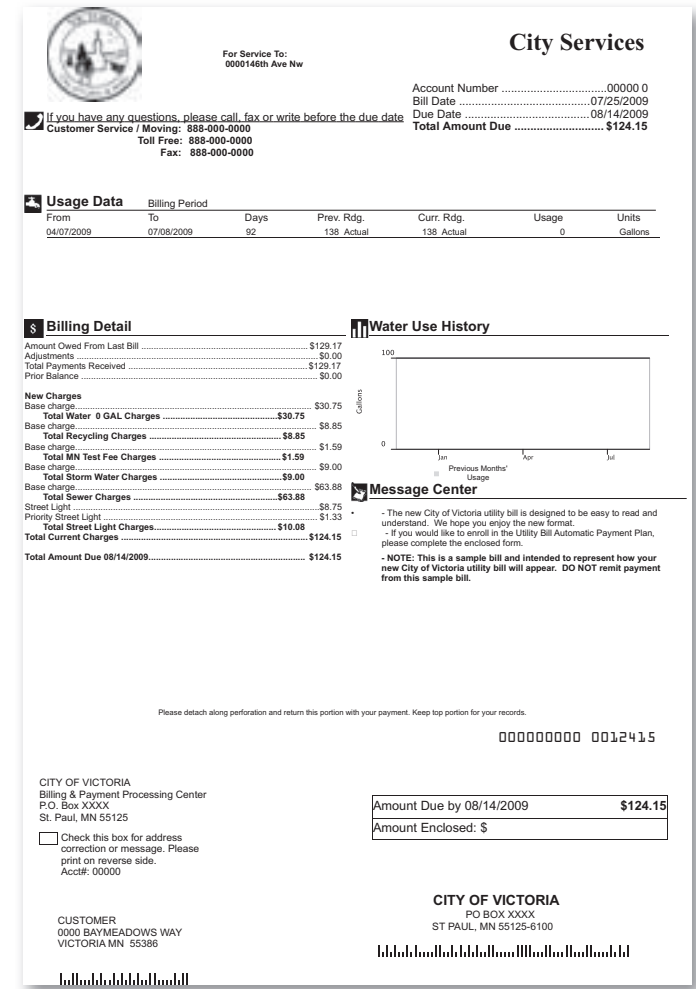 VICTORIA
City Services
For Service To:
0000146th Ave Nw
Account Number ..................................00000 0
Bill Date ..............................................07/25/2009
Due Date .............................................08/14/2009
Total Amount Due ............................ $124.15
If you have any questions, please call, fax or write before the due date
Customer Service / Moving: 888-000-0000
Toll Free: 888-000-0000
Fax: 888-000-0000
Usage Data Billing Period
From To Days Prev. Rdg. Curr. Rdg. Usage Units
04/07/2009 07/08/2009 92 138 Actual 138 Actual 0 Gallons
$ Billing Detail
Amount Owed From Last Bill .......................................................... $129.17
Adjustments ................................................................................... $0.00
Total Payments Received ............................................................... $129.17
Prior Balance .................................................................................. $0.00
New Charges
Base charge................................................................................... $30.75
Total Water 0 GAL Charges ........................................$30.75
Base charge................................................................................... $8.85
Total Recycling Charges ............................................. $8.85
Base charge................................................................................... $1.59
Total MN Test Fee Charges ......................................... $1.59
Base charge................................................................................... $9.00
Total Storm Water Charges ......................................... $9.00
Base charge................................................................................... $63.88
Total Sewer Charges ................................................... $63.88
Street Light .....................................................................................$8.75
Priority Street Light ......................................................................... $1.33
Total Street Light Charges........................................... $10.08
Total Current Charges ................................................................... $124.15
Total Amount Due 08/14/2009....................................................... $124.15
Water Use History
100
Gallons
0
Jan Apr Jul
Previous Months'
Usage
Message Center
• - The new City of Victoria utility bill is designed to be easy to read and
understand. We hope you enjoy the new format.
- If you would like to enroll in the Utility Bill Automatic Payment Plan,
please complete the enclosed form.
- NOTE: This is a sample bill and intended to represent how your
new City of Victoria utility bill will appear. DO NOT remit payment
from this sample bill.
Please detach along perforation and return this portion with your payment. Keep top portion for your records.
000000000 0012415
CITY OF VICTORIA
Billing & Payment Processing Center
P.O. Box XXXX
St. Paul, MN 55125
Check this box for address
correction or message. Please
print on reverse side.
Acct#: 00000
Amount Due by 08/14/2009 $124.15
Amount Enclosed: $
CITY OF VICTORIA
PO BOX XXXX
ST PAUL, MN 55125-6100
CUSTOMER
0000 BAYMEADOWS WAY
VICTORIA MN 55386